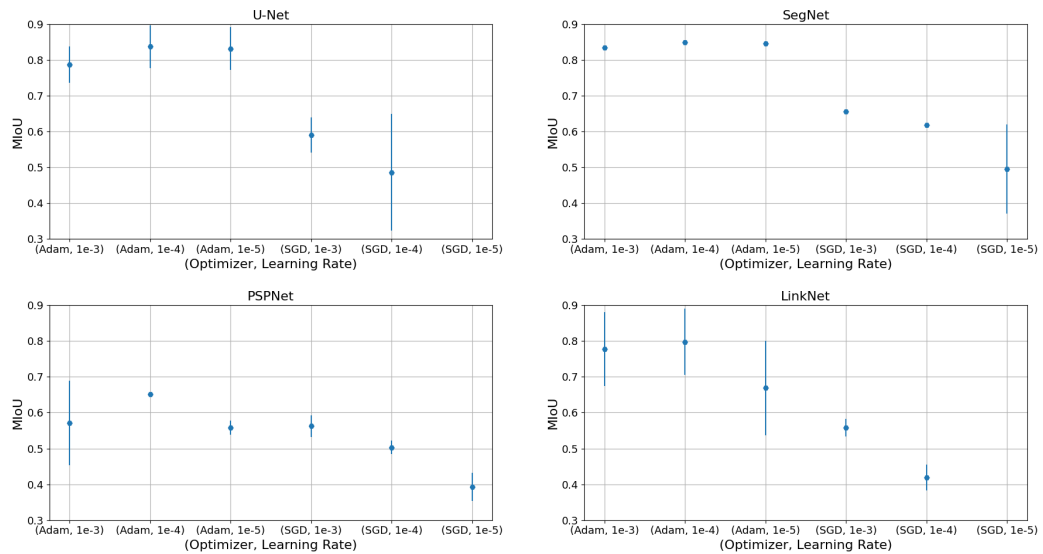 U-Net
0.9
0.8
0.7
0.6
0.5
0.4
0.3
MIoU
(Adam, 1e-3) (Adam, 1e-4) (Adam, 1e-5) (SGD, 1e-3) (SGD, 1e-4) (SGD, 1e-5)
(Optimizer, Learning Rate)
SegNet
0.9
0.8
0.7
0.6
0.5
0.4
0.3
MIoU
(Adam, 1e-3) (Adam, 1e-4) (Adam, 1e-5) (SGD, 1e-3) (SGD, 1e-4) (SGD, 1e-5)
(Optimizer, Learning Rate)
PSPNet
0.9
0.8
0.7
0.6
0.5
0.4
0.3
MIoU
(Adam, 1e-3) (Adam, 1e-4) (Adam, 1e-5) (SGD, 1e-3) (SGD, 1e-4) (SGD, 1e-5)
(Optimizer, Learning Rate)
LinkNet
0.9
0.8
0.7
0.6
0.5
0.4
0.3
MIoU
(Adam, 1e-3) (Adam, 1e-4) (Adam, 1e-5) (SGD, 1e-3) (SGD, 1e-4) (SGD, 1e-5)
(Optimizer, Learning Rate)